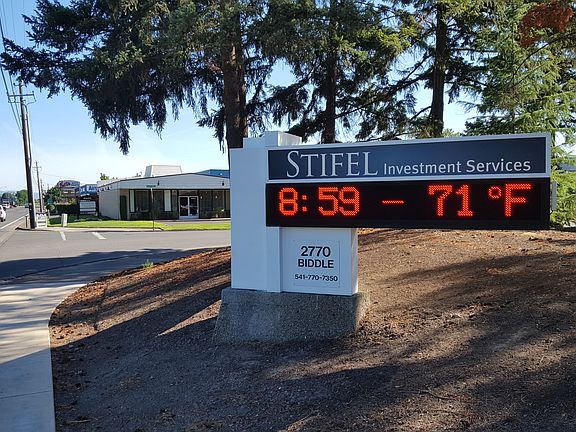 STIFEL Investment Services
8:59 – 71°F
2770
BIDDLE
541-770-7350